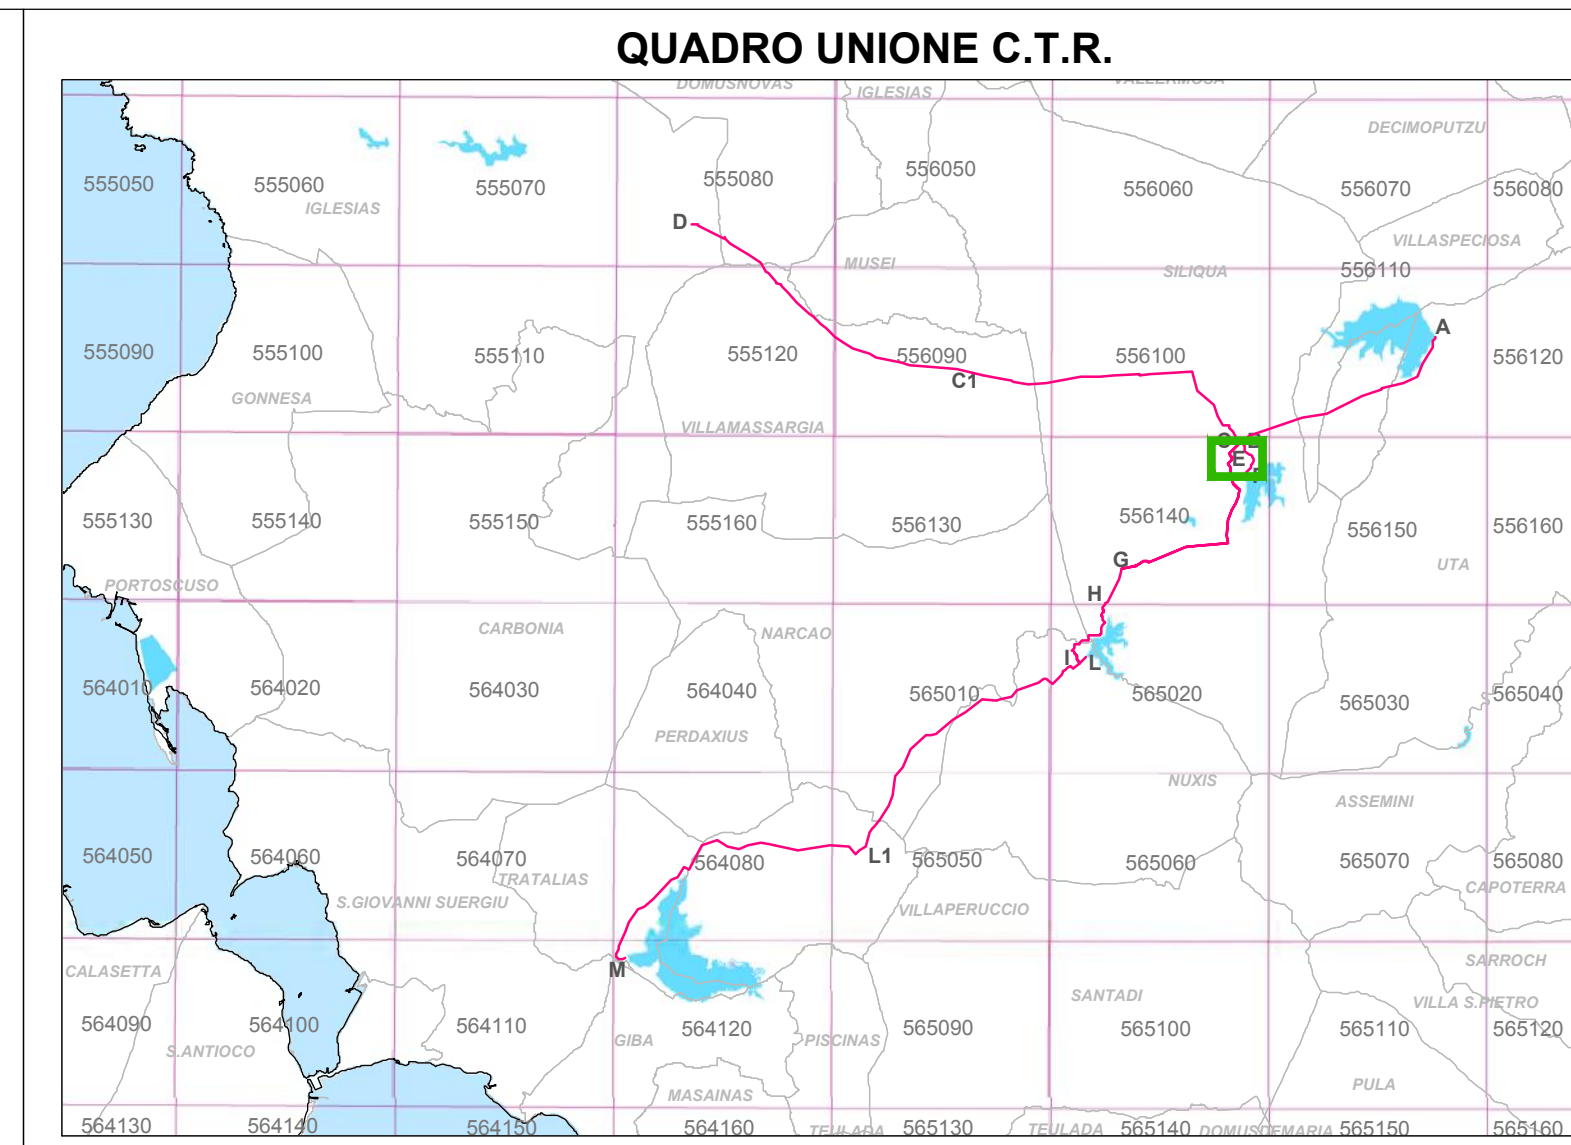 QUADRO UNIONE C.T.R.
DOMUSNOVAS
IGLESIAS
VALLERMOSA
DECIMOPUTZU
555050
555060
555070
555080
556050
556060
556070
556080
IGLESIAS
D
VILLASPECIOSA
MUSEI
SILIQUA
556110
A
555090
555100
555110
555120
556090
556100
556120
C1
GONNESA
VILLAMASSARGIA
C
B
E
F
555130
555140
555150
555160
556130
556140
556150
556160
G
UTA
PORTOSCUSO
H
CARBONIA
NARCAO
I
L
564010
564020
564030
564040
565010
565020
565030
565040
PERDAXIUS
NUXIS
ASSEMINI
564050
564060
564070
564080
L1
565050
565060
565070
565080
TRATALIAS
CAPOTERRA
S.GIOVANNI SUERGIU
VILLAPERUCCIO
CALASETTA
M
SARROCH
SANTADI
VILLA S.PIETRO
564090
564100
564110
564120
565090
565100
565110
565120
S.ANTIOCO
GIBA
PISCINAS
PULA
MASAINAS
564130
564140
564150
564160
TEULADA
565130
TEULADA
565140
DOMUSDEMARIA
565150
565160